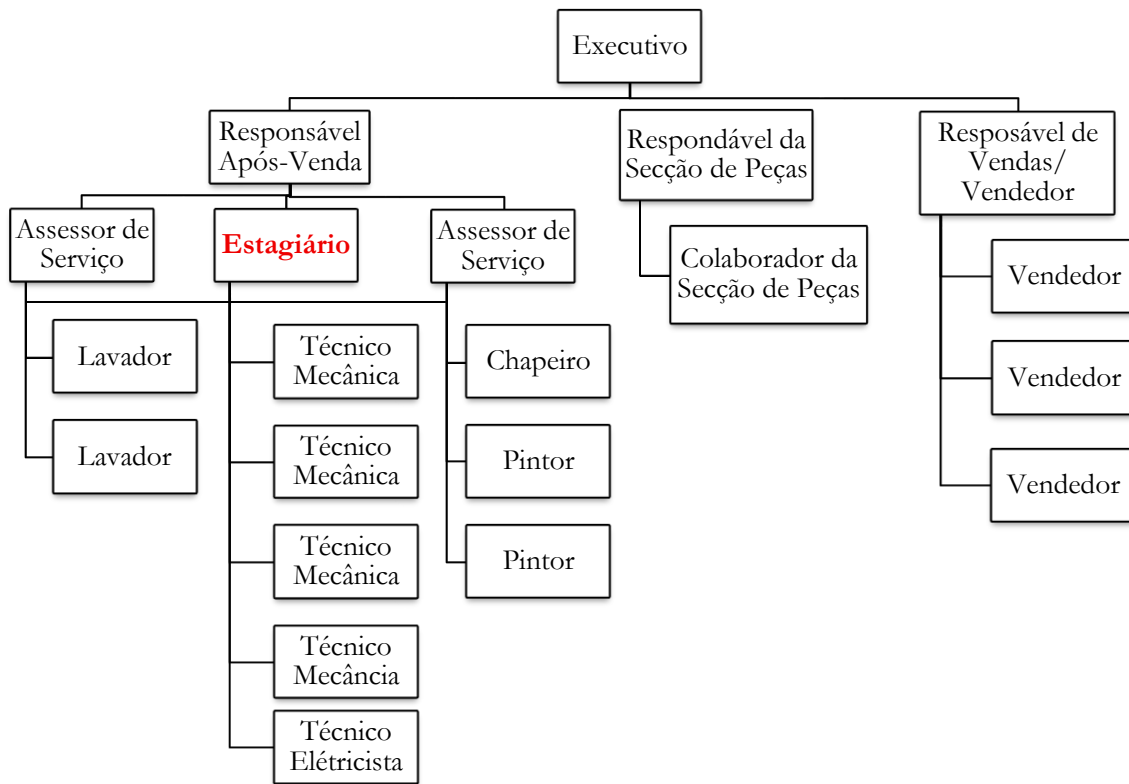 Executivo
Responsável
Após-Venda
Respondável da
Secção de Peças
Resposável de
Vendas/
Vendedor
Assessor de
Serviço
Estagiário
Assessor de
Serviço
Colaborador da
Secção de Peças
Vendedor
Lavador
Técnico
Mecânica
Chapeiro
Vendedor
Lavador
Técnico
Mecânica
Pintor
Vendedor
Técnico
Mecânica
Pintor
Técnico
Mecância
Técnico
Elétricista